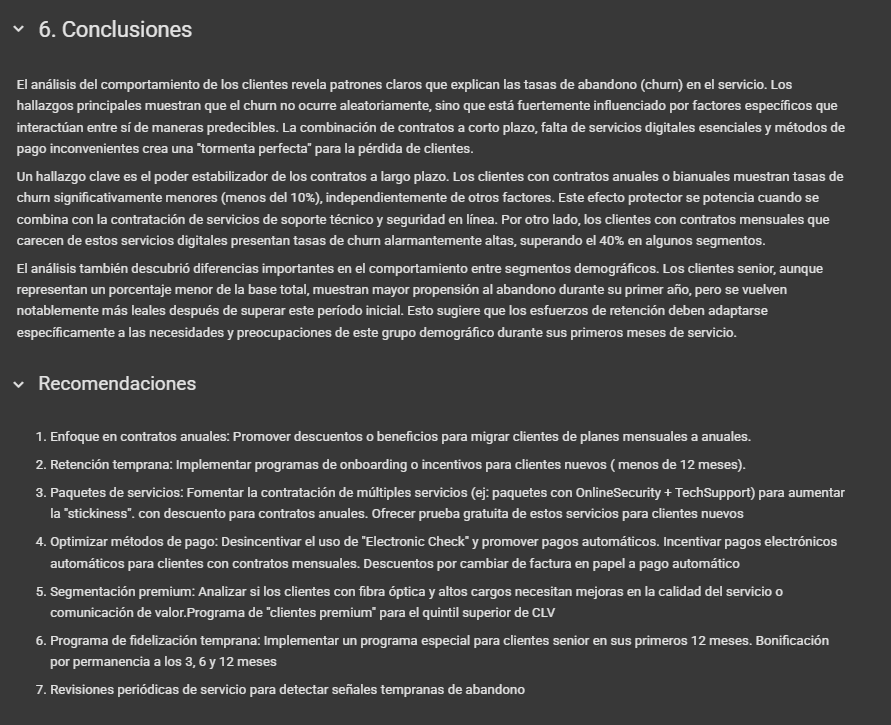 6. Conclusiones
El análisis del comportamiento de los clientes revela patrones claros que explican las tasas de abandono (churn) en el servicio. Los
hallazgos principales muestran que el churn no ocurre aleatoriamente, sino que está fuertemente influenciado por factores específicos que
interactúan entre sí de maneras predecibles. La combinación de contratos a corto plazo, falta de servicios digitales esenciales y métodos de
pago inconvenientes crea una "tormenta perfecta" para la pérdida de clientes.
Un hallazgo clave es el poder estabilizador de los contratos a largo plazo. Los clientes con contratos anuales o bianuales muestran tasas de
churn significativamente menores (menos del 10%), independientemente de otros factores. Este efecto protector se potencia cuando se
combina con la contratación de servicios de soporte técnico y seguridad en línea. Por otro lado, los clientes con contratos mensuales que
carecen de estos servicios digitales presentan tasas de churn alarmantemente altas, superando el 40% en algunos segmentos.
El análisis también descubrió diferencias importantes en el comportamiento entre segmentos demográficos. Los clientes senior, aunque
representan un porcentaje menor de la base total, muestran mayor propensión al abandono durante su primer año, pero se vuelven
notablemente más leales después de superar este período inicial. Esto sugiere que los esfuerzos de retención deben adaptarse
específicamente a las necesidades y preocupaciones de este grupo demográfico durante sus primeros meses de servicio.
Recomendaciones
1. Enfoque en contratos anuales: Promover descuentos o beneficios para migrar clientes de planes mensuales a anuales.
2. Retención temprana: Implementar programas de onboarding o incentivos para clientes nuevos ( menos de 12 meses).
3. Paquetes de servicios: Fomentar la contratación de múltiples servicios (ej: paquetes con OnlineSecurity + TechSupport) para aumentar
la "stickiness". con descuento para contratos anuales. Ofrecer prueba gratuita de estos servicios para clientes nuevos
4. Optimizar métodos de pago: Desincentivar el uso de "Electronic Check" y promover pagos automáticos. Incentivar pagos electrónicos
automáticos para clientes con contratos mensuales. Descuentos por cambiar de factura en papel a pago automático
5. Segmentación premium: Analizar si los clientes con fibra óptica y altos cargos necesitan mejoras en la calidad del servicio o
comunicación de valor.Programa de "clientes premium" para el quintil superior de CLV
6. Programa de fidelización temprana: Implementar un programa especial para clientes senior en sus primeros 12 meses. Bonificación
por permanencia a los 3, 6 y 12 meses
7. Revisiones periódicas de servicio para detectar señales tempranas de abandono